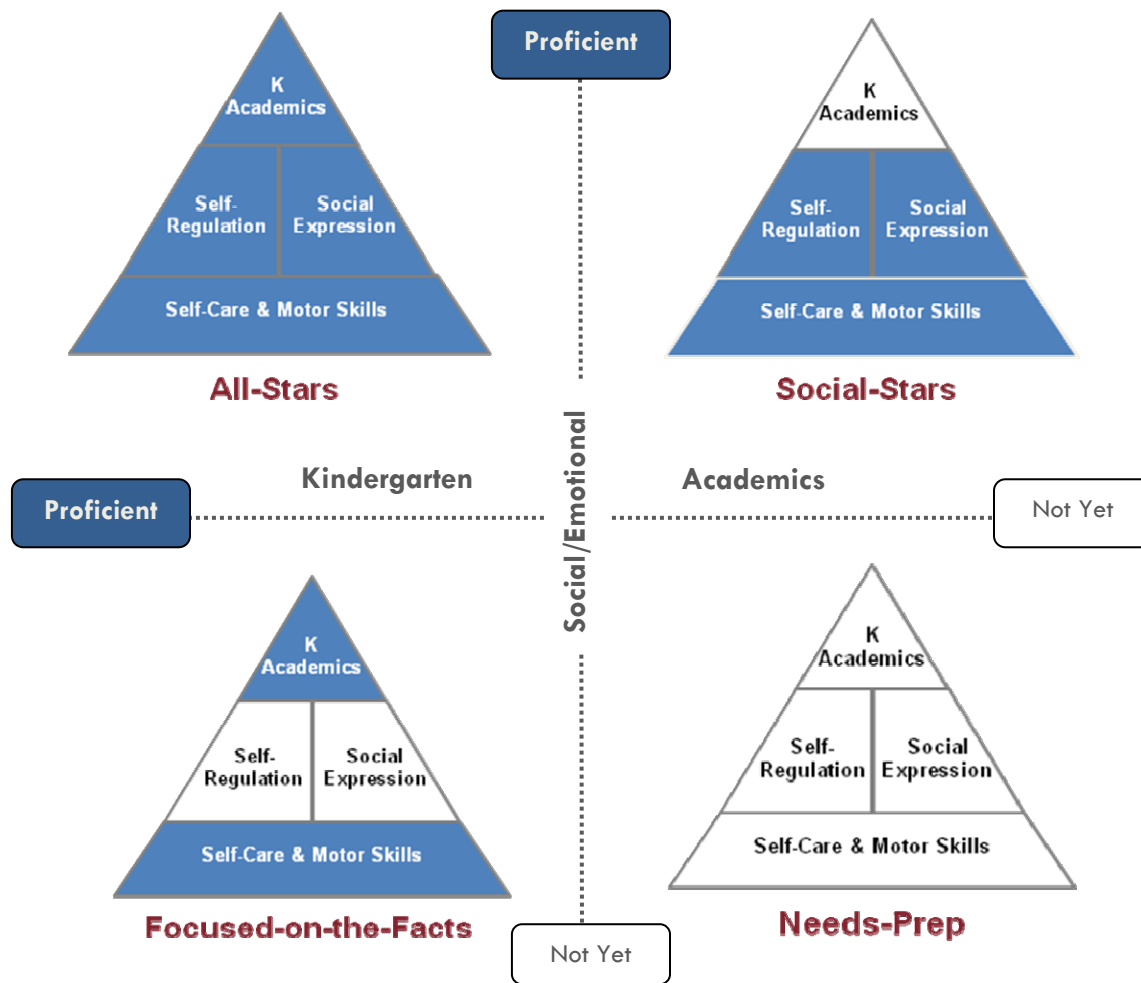 Proficient
K
Academics
Self-
Regulation
Social
Expression
Self-Care & Motor Skills
All-Stars
K
Academics
Self-
Regulation
Social
Expression
Self-Care & Motor Skills
Social-Stars
Kindergarten
Academics
Proficient
Not Yet
Social/Emotional
K
Academics
Self-
Regulation
Social
Expression
Self-Care & Motor Skills
Focused-on-the-Facts
K
Academics
Self-
Regulation
Social
Expression
Self-Care & Motor Skills
Needs-Prep
Not Yet